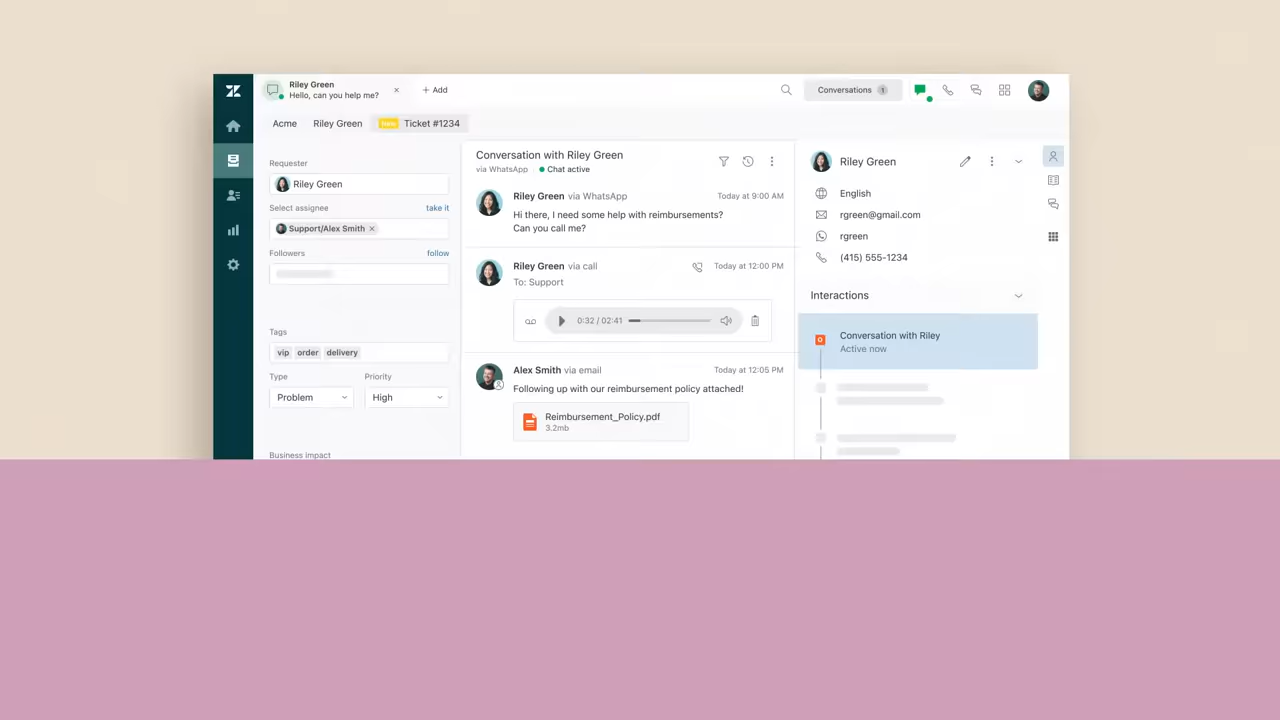 Riley Green
Hello, can you help me?
+ Add
Conversations 1
Acme
Riley Green
New Ticket #1234
Requester
Riley Green
Select assignee
take it
Support/Alex Smith
Followers
follow
Tags
vip order delivery
Type
Priority
Problem
High
Business impact
Conversation with Riley Green
via WhatsApp
Chat active
Riley Green via WhatsApp
Today at 9:00 AM
Hi there, I need some help with reimbursements?
Can you call me?
Riley Green via call
Today at 12:00 PM
To: Support
0:32 / 02:41
Alex Smith via email
Today at 12:05 PM
Following up with our reimbursement policy attached!
Reimbursement_Policy.pdf
3.2mb
Riley Green
English
rgreen@gmail.com
rgreen
(415) 555-1234
Interactions
Conversation with Riley
Active now